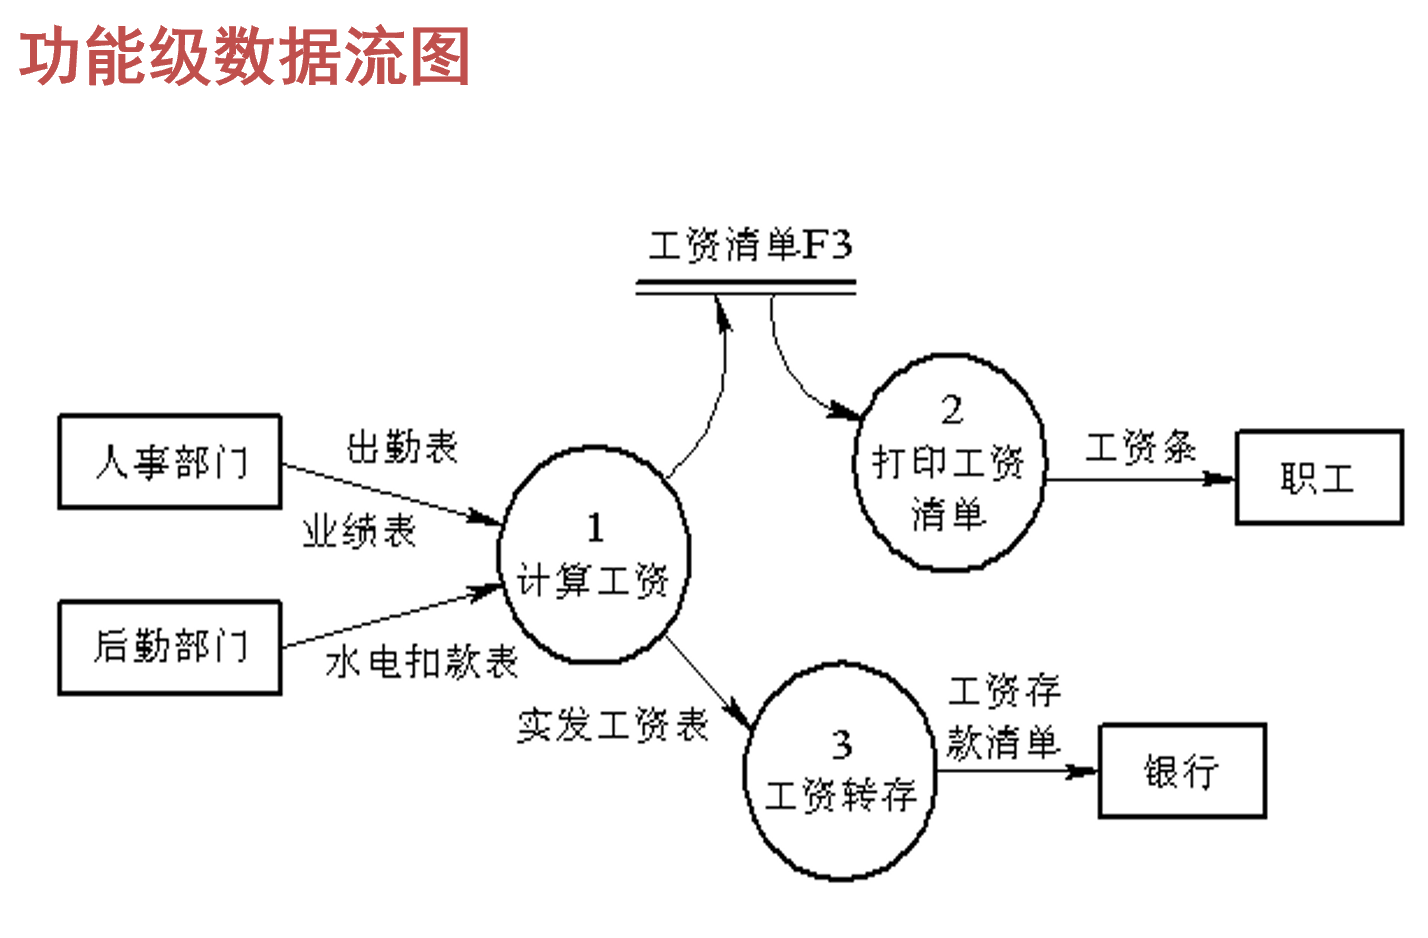 功能级数据流图
工资清单F3
人事部门
出勤表
业绩表
后勤部门
水电扣款表
1
计算工资
2
打印工资
清单
工资条
职工
实发工资表
3
工资转存
工资存
款清单
银行